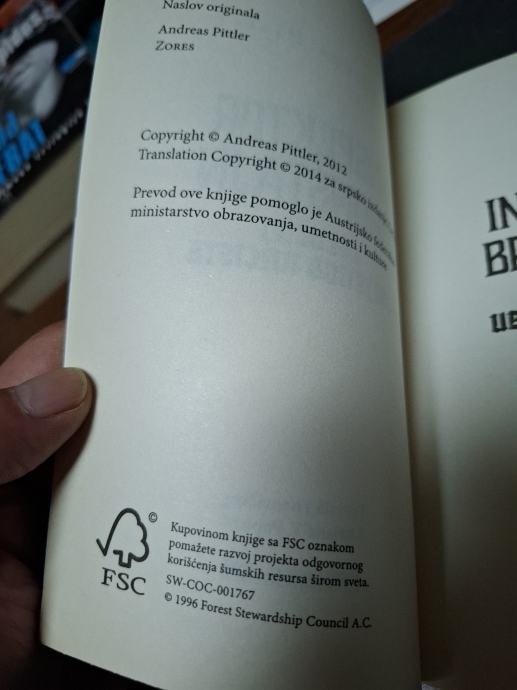 Naslov originala
Andreas Pittler
ZORES
Copyright © Andreas Pittler, 2012
Translation Copyright © 2014 za srpsko
Prevod ove knjige pomoglo je Austrijsko
ministarstvo obrazovanja, umetnosti i kulture
©
FSC
Kupovinom knjige sa FSC oznakom
pomažete razvoj projekta odgovornog
korišćenja šumskih resursa širom sveta.
SW-COC-001767
© 1996 Forest Stewardship Council A.C.
IN
BR